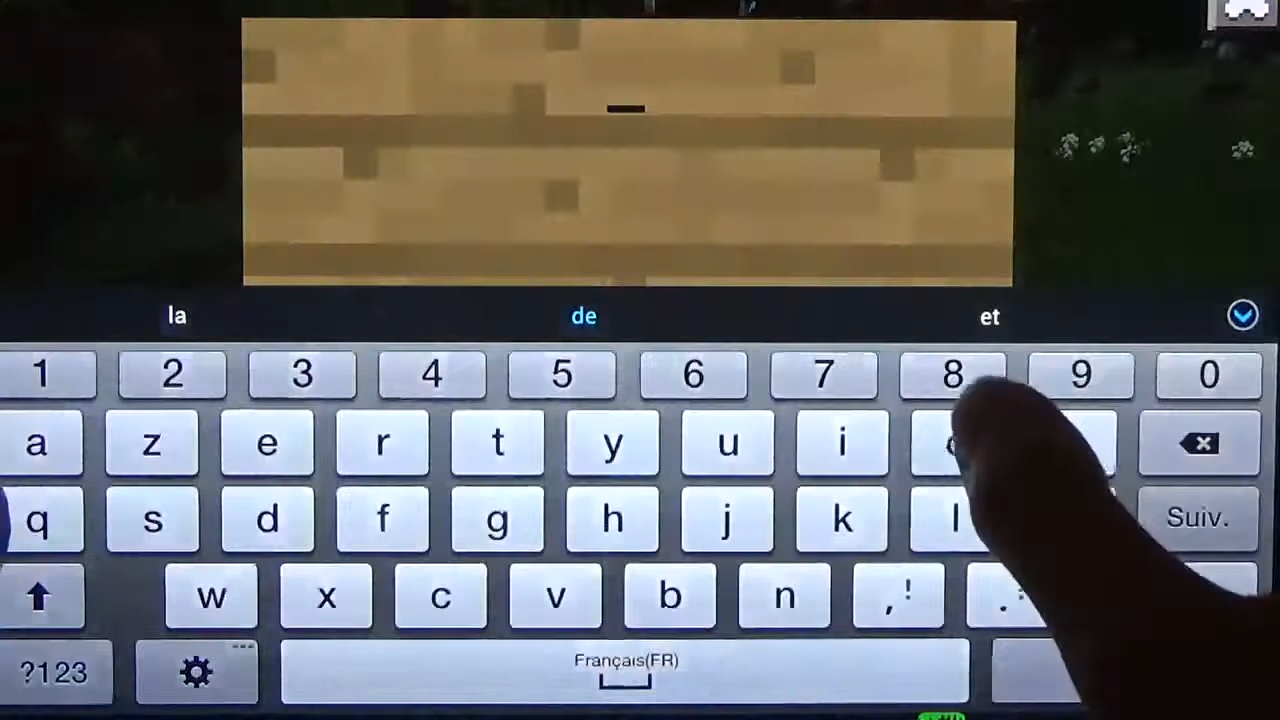 la de et
1 2 3 4 5 6 7 8 9 0
a z e r t y u i
q s d f g h j k l Suiv.
w x c v b n , ! .
?123 Français(FR)